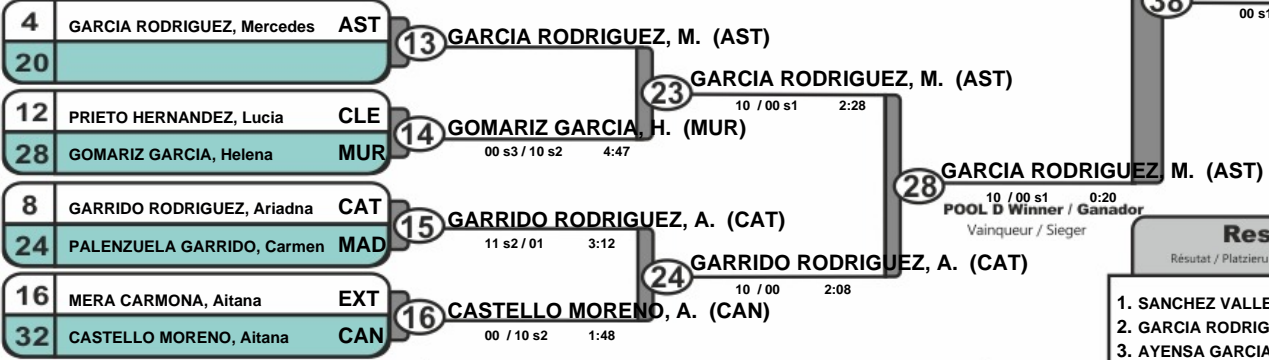 38
00 s1
4 GARCIA RODRIGUEZ, Mercedes AST
20
13 GARCIA RODRIGUEZ, M. (AST)
23 GARCIA RODRIGUEZ, M. (AST)
10 / 00 s1 2:28
12 PRIETO HERNANDEZ, Lucia CLE
28 GOMARIZ GARCIA, Helena MUR
14 GOMARIZ GARCIA, H. (MUR)
00 s3 / 10 s2 4:47
28 GARCIA RODRIGUEZ, M. (AST)
10 / 00 s1 0:20
POOL D Winner / Ganador
Vainqueur / Sieger
8 GARRIDO RODRIGUEZ, Ariadna CAT
24 PALENZUELA GARRIDO, Carmen MAD
15 GARRIDO RODRIGUEZ, A. (CAT)
11 s2 / 01 3:12
24 GARRIDO RODRIGUEZ, A. (CAT)
10 / 00 2:08
16 MERA CARMONA, Aitana EXT
32 CASTELLO MORENO, Aitana CAN
16 CASTELLO MORENO, A. (CAN)
00 / 10 s2 1:48
Res
Résutat / Platzieru
1. SANCHEZ VALLE
2. GARCIA RODRIG
3. AYENSA GARCIA